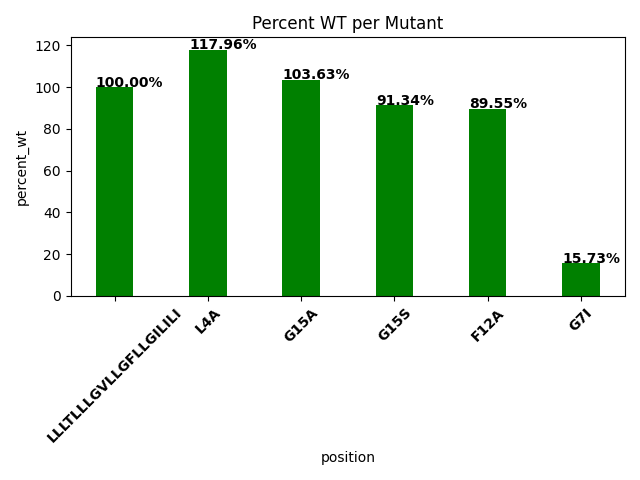 Percent WT per Mutant
percent_wt
120
100
80
60
40
20
0
100.00%
117.96%
103.63%
91.34%
89.55%
15.73%
LLLTLLLGVLLGFLLGILILI
L4A
G15A
G15S
F12A
G7I
position